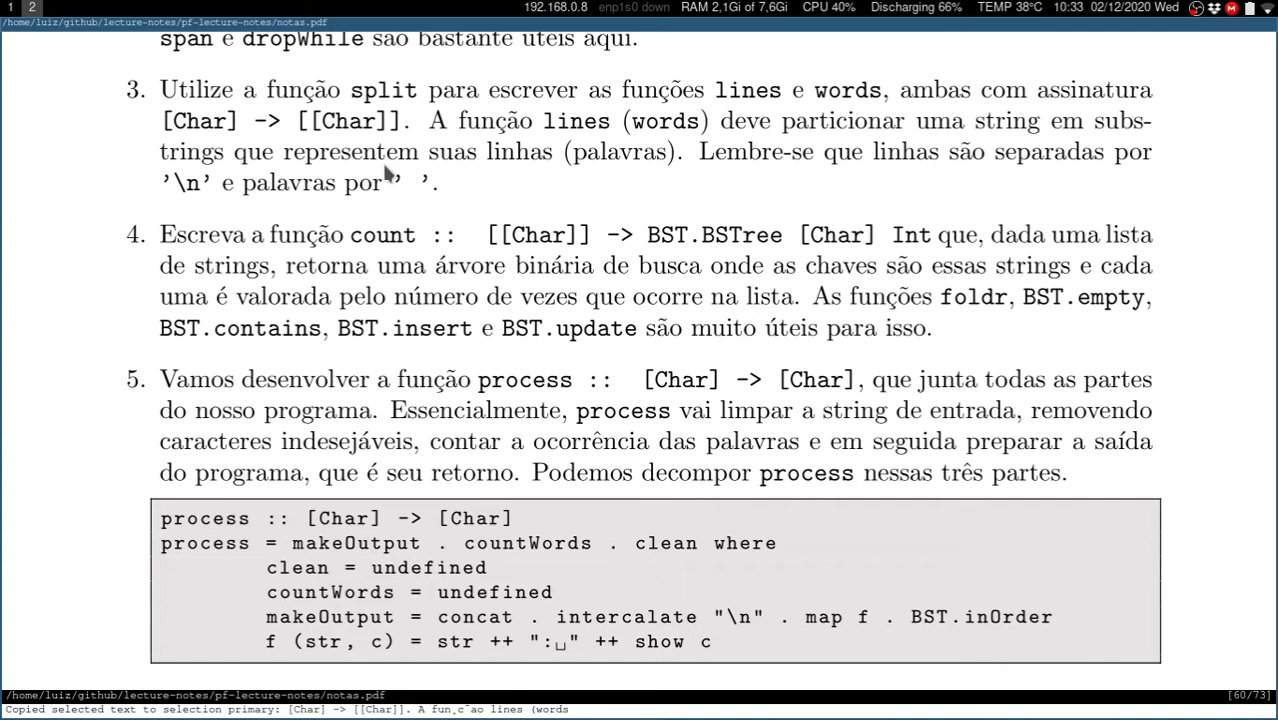 1 2 192.168.0.8 enp1s0 down RAM 2,1Gi of 7,6Gi CPU 40% Discharging 66% TEMP 38°C 10:33 02/12/2020 Wed
/home/luiz/github/lecture-notes/pf-lecture-notes/notas.pdf
span e dropWhile são bastante úteis aqui.
3. Utilize a função split para escrever as funções lines e words, ambas com assinatura
[Char] -> [[Char]]. A função lines (words) deve particionar uma string em subs-
trings que representem suas linhas (palavras). Lembre-se que linhas são separadas por
’\n’ e palavras por ’ ’.
4. Escreva a função count :: [[Char]] -> BST.BSTree [Char] Int que, dada uma lista
de strings, retorna uma árvore binária de busca onde as chaves são essas strings e cada
uma é valorada pelo número de vezes que ocorre na lista. As funções foldr, BST.empty,
BST.contains, BST.insert e BST.update são muito úteis para isso.
5. Vamos desenvolver a função process :: [Char] -> [Char], que junta todas as partes
do nosso programa. Essencialmente, process vai limpar a string de entrada, removendo
caracteres indesejáveis, contar a ocorrência das palavras e em seguida preparar a saída
do programa, que é seu retorno. Podemos decompor process nessas três partes.
process :: [Char] -> [Char]
process = makeOutput . countWords . clean where
clean = undefined
countWords = undefined
makeOutput = concat . intercalate "\n" . map f . BST.inOrder
f (str, c) = str ++ ":␣" ++ show c
/home/luiz/github/lecture-notes/pf-lecture-notes/notas.pdf [60/73]
Copied selected text to selection primary: [Char] -> [[Char]]. A fun¸c˜ao lines (words